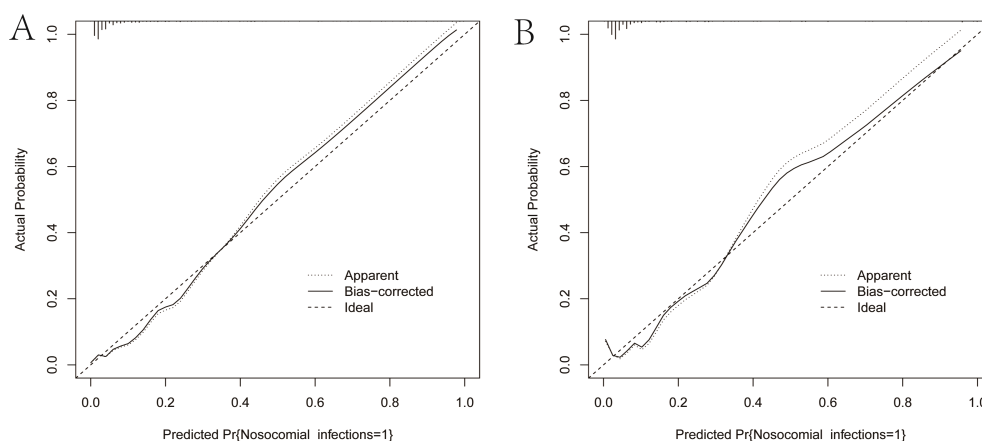 A
1.0
0.8
0.6
0.4
0.2
0.0
Actual Probability
Apparent
Bias−corrected
Ideal
0.0 0.2 0.4 0.6 0.8 1.0
Predicted Pr{Nosocomial infections=1}
B
1.0
0.8
0.6
0.4
0.2
0.0
Actual Probability
Apparent
Bias−corrected
Ideal
0.0 0.2 0.4 0.6 0.8 1.0
Predicted Pr{Nosocomial infections=1}